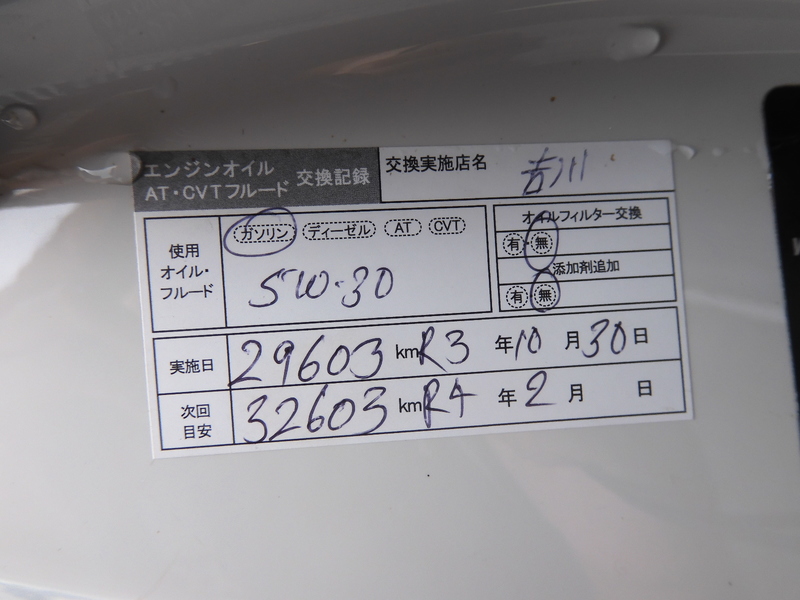 エンジンオイル
AT・CVTフルード 交換記録
交換実施店名 吉川
使用オイル・フルード
ガソリン ディーゼル AT CVT
5W-30
オイルフィルター交換
有・無
添加剤追加
有・無
実施日 29603 km R3 年 10 月 30 日
次回目安 32603 km R4 年 2 月 日